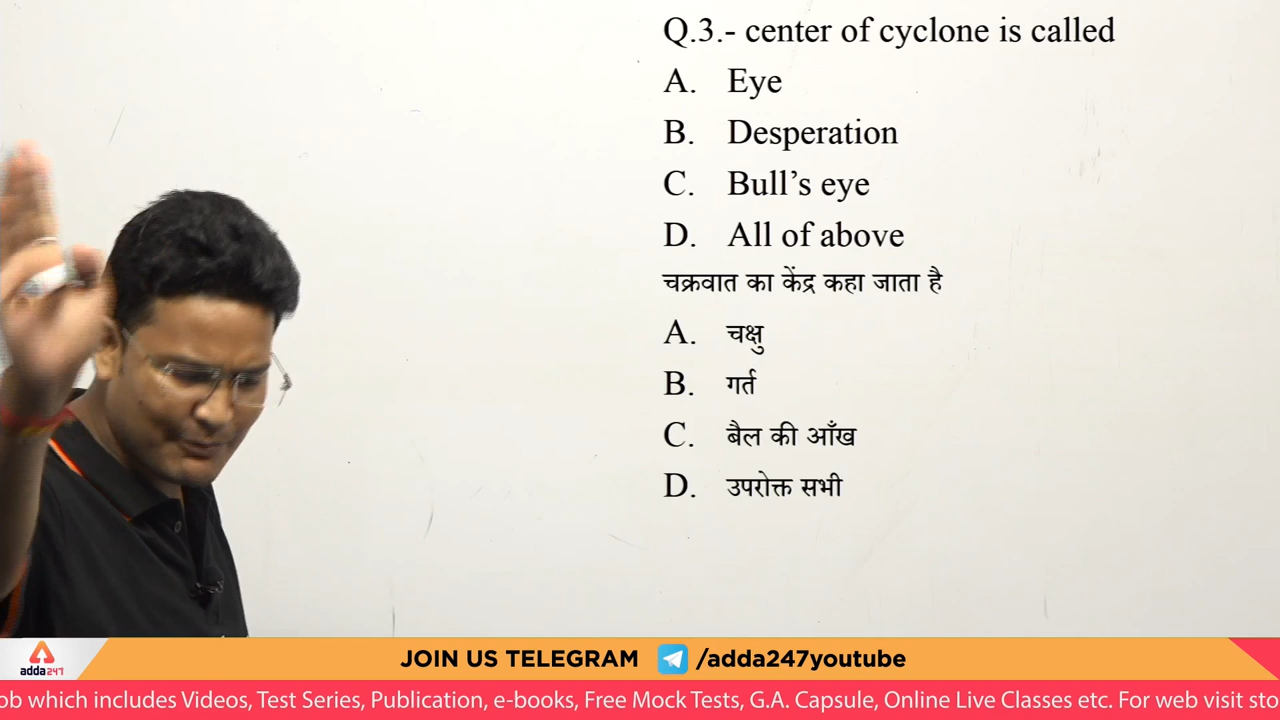 Q.3.- center of cyclone is called
A. Eye
B. Desperation
C. Bull’s eye
D. All of above
चक्रवात का केंद्र कहा जाता है
A. चक्षु
B. गर्त
C. बैल की आँख
D. उपरोक्त सभी
JOIN US TELEGRAM /adda247youtube
adda247
ob which includes Videos, Test Series, Publication, e-books, Free Mock Tests, G.A. Capsule, Online Live Classes etc. For web visit sto